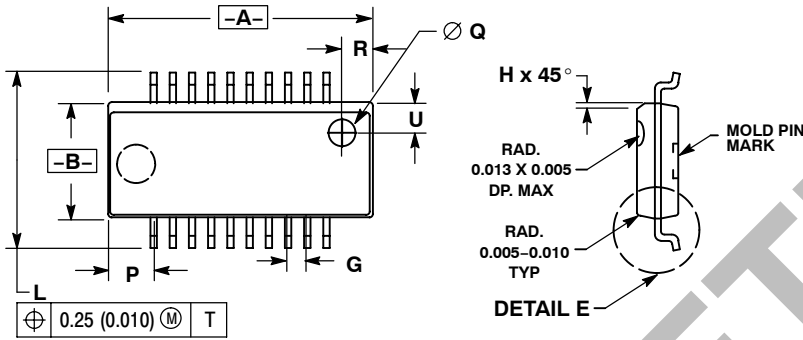 –A–
R
Ø Q
U
–B–
P
G
L
⌖ 0.25 (0.010) Ⓜ T
H x 45°
RAD.
0.013 X 0.005
DP. MAX
MOLD PIN
MARK
RAD.
0.005–0.010
TYP
DETAIL E